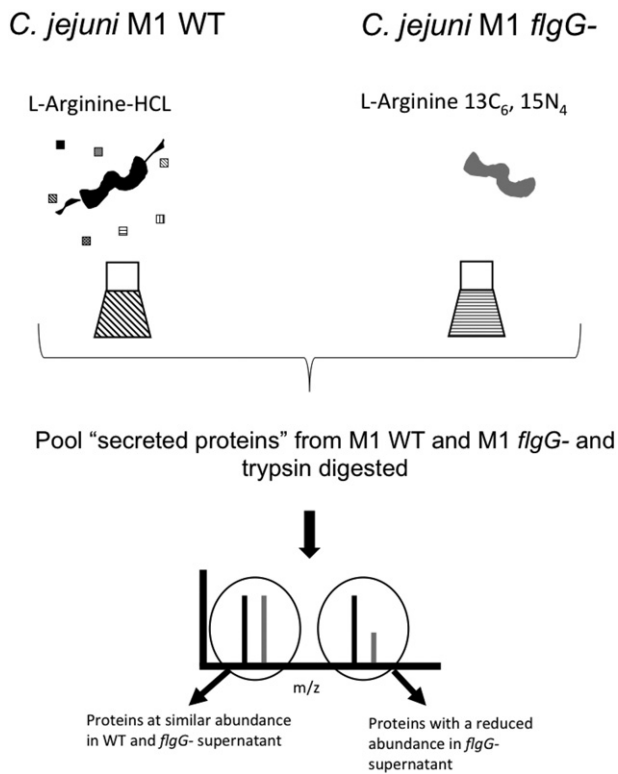 C. jejuni M1 WT
C. jejuni M1 flgG-
L-Arginine-HCL
L-Arginine 13C6, 15N4
Pool “secreted proteins” from M1 WT and M1 flgG- and
trypsin digested
m/z
Proteins at similar abundance
in WT and flgG- supernatant
Proteins with a reduced
abundance in flgG-
supernatant